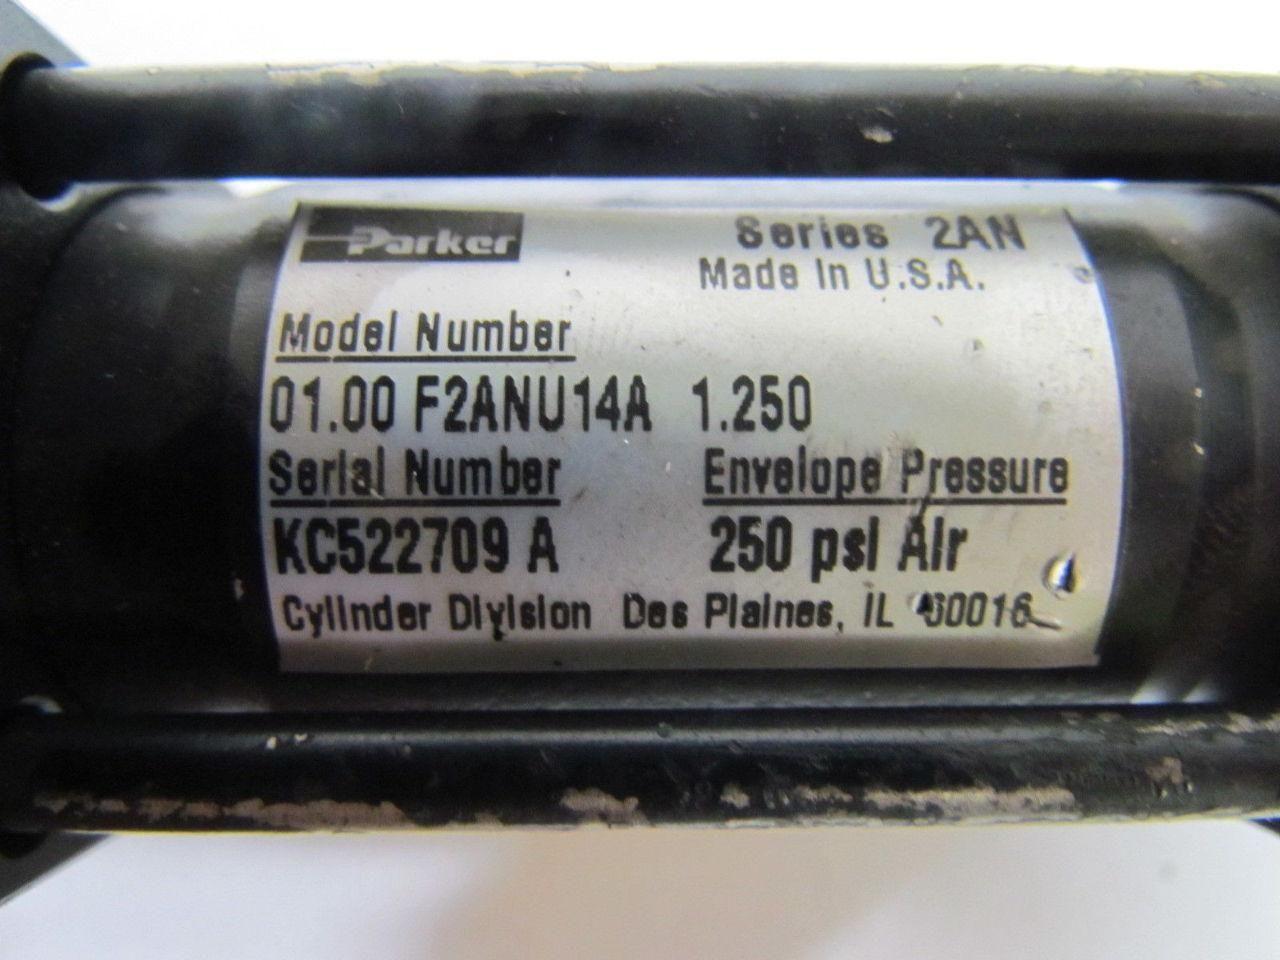 Parker
Series 2AN
Made In U.S.A.
Model Number
01.00 F2ANU14A 1.250
Serial Number Envelope Pressure
KC522709 A 250 psi Air
Cylinder Division Des Plaines, IL 60016